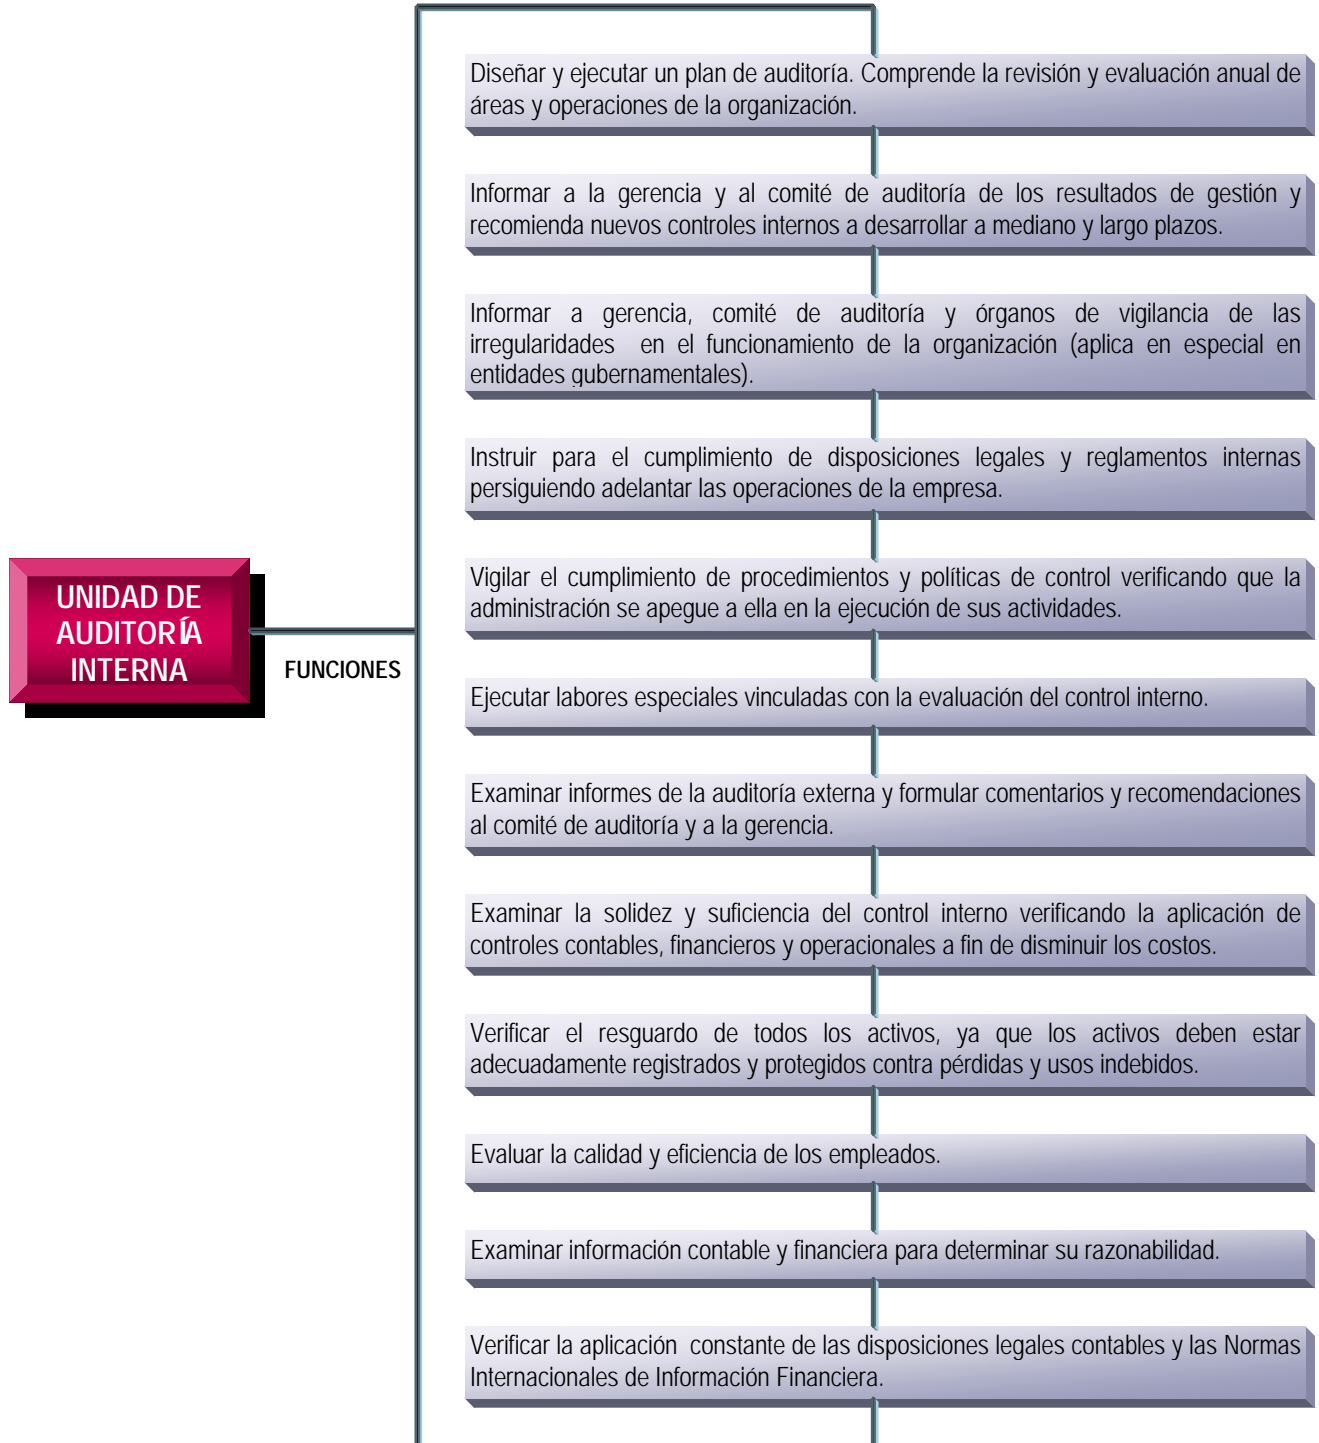 Diseñar y ejecutar un plan de auditoría. Comprende la revisión y evaluación anual de
áreas y operaciones de la organización.
Informar a la gerencia y al comité de auditoría de los resultados de gestión y
recomienda nuevos controles internos a desarrollar a mediano y largo plazos.
Informar a gerencia, comité de auditoría y órganos de vigilancia de las
irregularidades en el funcionamiento de la organización (aplica en especial en
entidades gubernamentales).
Instruir para el cumplimiento de disposiciones legales y reglamentos internas
persiguiendo adelantar las operaciones de la empresa.
UNIDAD DE
AUDITORÍA
INTERNA
FUNCIONES
Vigilar el cumplimiento de procedimientos y políticas de control verificando que la
administración se apegue a ella en la ejecución de sus actividades.
Ejecutar labores especiales vinculadas con la evaluación del control interno.
Examinar informes de la auditoría externa y formular comentarios y recomendaciones
al comité de auditoría y a la gerencia.
Examinar la solidez y suficiencia del control interno verificando la aplicación de
controles contables, financieros y operacionales a fin de disminuir los costos.
Verificar el resguardo de todos los activos, ya que los activos deben estar
adecuadamente registrados y protegidos contra pérdidas y usos indebidos.
Evaluar la calidad y eficiencia de los empleados.
Examinar información contable y financiera para determinar su razonabilidad.
Verificar la aplicación constante de las disposiciones legales contables y las Normas
Internacionales de Información Financiera.